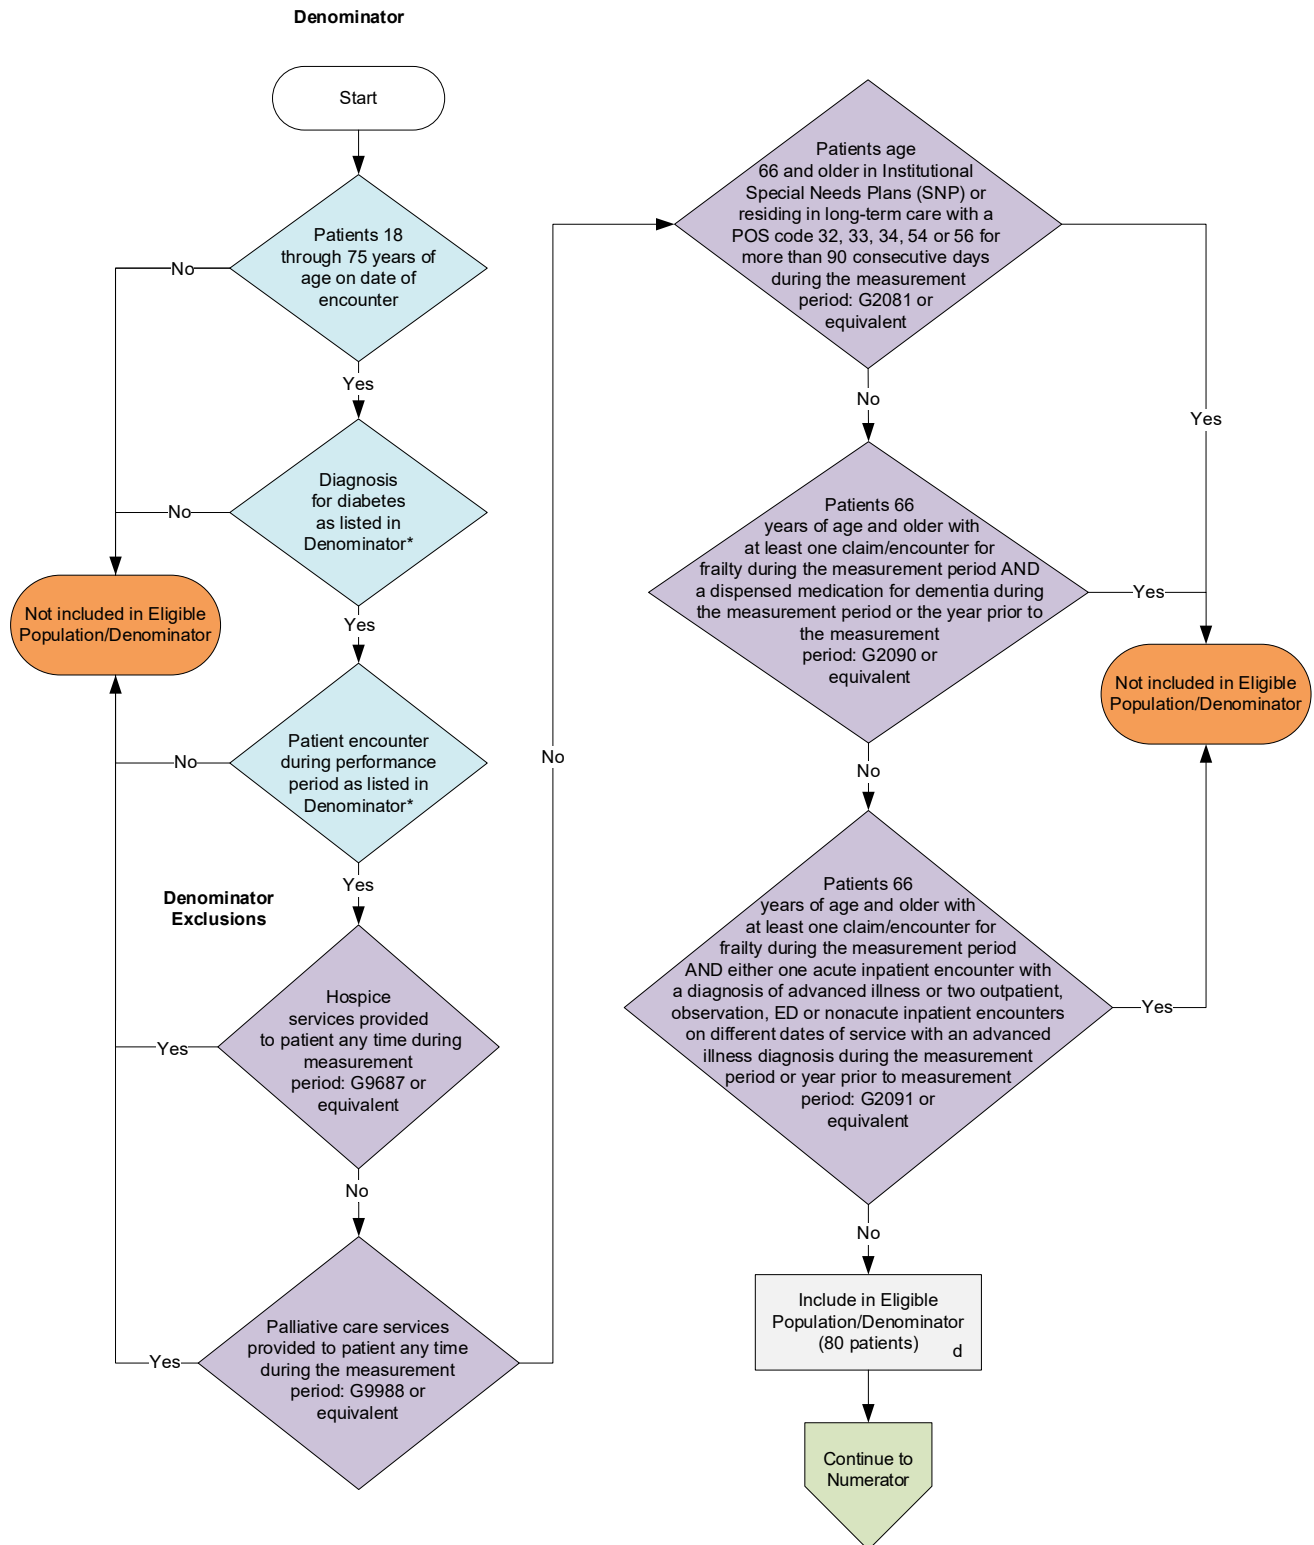 Denominator
Start
Patients 18
through 75 years of
age on date of
encounter
No
Yes
Diagnosis
for diabetes
as listed in
Denominator*
No
Yes
Not included in Eligible
Population/Denominator
Patient encounter
during performance
period as listed in
Denominator*
No
Yes
Denominator
Exclusions
Hospice
services provided
to patient any time during
measurement
period: G9687 or
equivalent
Yes
No
Palliative care services
provided to patient any time
during the measurement
period: G9988 or
equivalent
Yes
No
Patients age
66 and older in Institutional
Special Needs Plans (SNP) or
residing in long-term care with a
POS code 32, 33, 34, 54 or 56 for
more than 90 consecutive days
during the measurement
period: G2081 or
equivalent
Yes
No
Patients 66
years of age and older with
at least one claim/encounter for
frailty during the measurement period AND
a dispensed medication for dementia during
the measurement period or the year prior to
the measurement
period: G2090 or
equivalent
Yes
No
Not included in Eligible
Population/Denominator
Patients 66
years of age and older with
at least one claim/encounter for
frailty during the measurement period
AND either one acute inpatient encounter with
a diagnosis of advanced illness or two outpatient,
observation, ED or nonacute inpatient encounters
on different dates of service with an advanced
illness diagnosis during the measurement
period or year prior to measurement
period: G2091 or
equivalent
Yes
No
Include in Eligible
Population/Denominator
(80 patients)
d
Continue to
Numerator